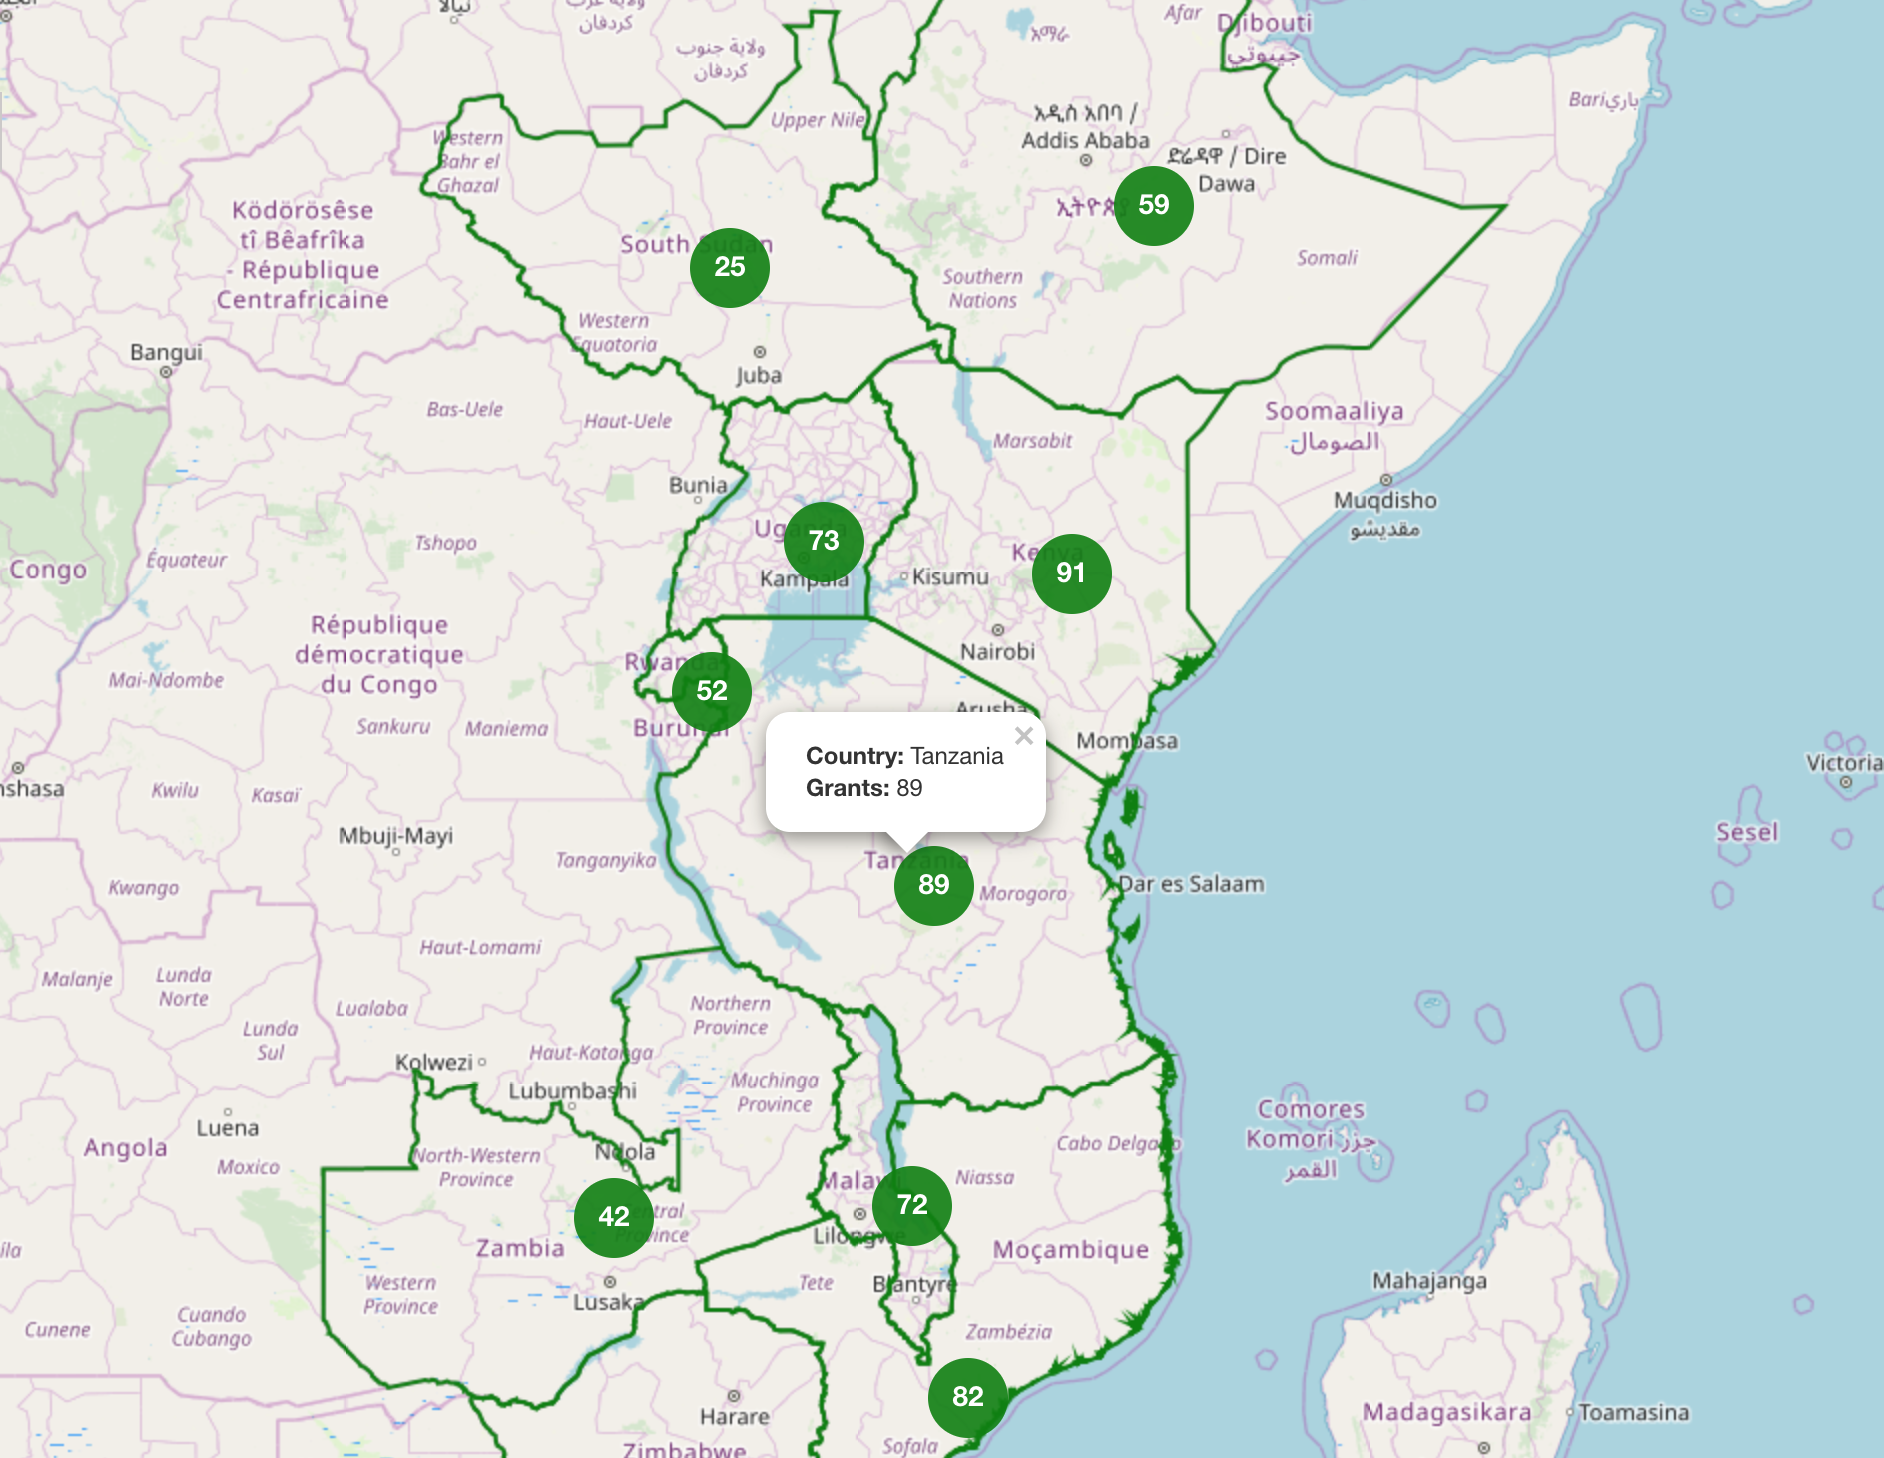 نيالا
ولاية غرب
كردفان
ولاية جنوب
كردفان
Upper Nile
አማራ
Afar
Djibouti
جيبوتي
Bariباري
አዲስ አበባ /
Addis Ababa
ድሬዳዋ / Dire
Dawa
Western
Bahr el
Ghazal
Ködörösêse
tî Bêafrîka
- République
Centrafricaine
South Sudan
25
59
Somali
Southern
Nations
Western
Equatoria
Juba
Bangui
Bas-Uele
Haut-Uele
Marsabit
Soomaaliya
الصومال
Muqdisho
مقديشو
Bunia
Uganda
73
Kampala
Kisumu
Kenya
91
Nairobi
Congo
Équateur
Tshopo
République
démocratique
du Congo
Mai-Ndombe
Sankuru
Maniema
Rwanda
52
Burundi
Arusha
Mombasa
Country: Tanzania
Grants: 89
×
Victoria
Sesel
nshasa
Kwilu
Kasaï
Mbuji-Mayi
Tanganyika
Kwango
Tanzania
89
Morogoro
Dar es Salaam
Haut-Lomami
Malanje
Lunda
Norte
Lualaba
Lunda
Sul
Northern
Province
Kolwezi
Haut-Katanga
Lubumbashi
Muchinga
Province
Luena
Angola
Moxico
North-Western
Province
Ndola
42
Central
Province
Zambia
Malawi
72
Lilongwe
Niassa
Cabo Delgado
Comores
Komori جزر
القمر
Moçambique
Western
Province
Lusaka
Tete
Blantyre
Zambézia
Mahajanga
íla
Cunene
Cuando
Cubango
Harare
Zimbabwe
82
Sofala
Madagasikara
Toamasina